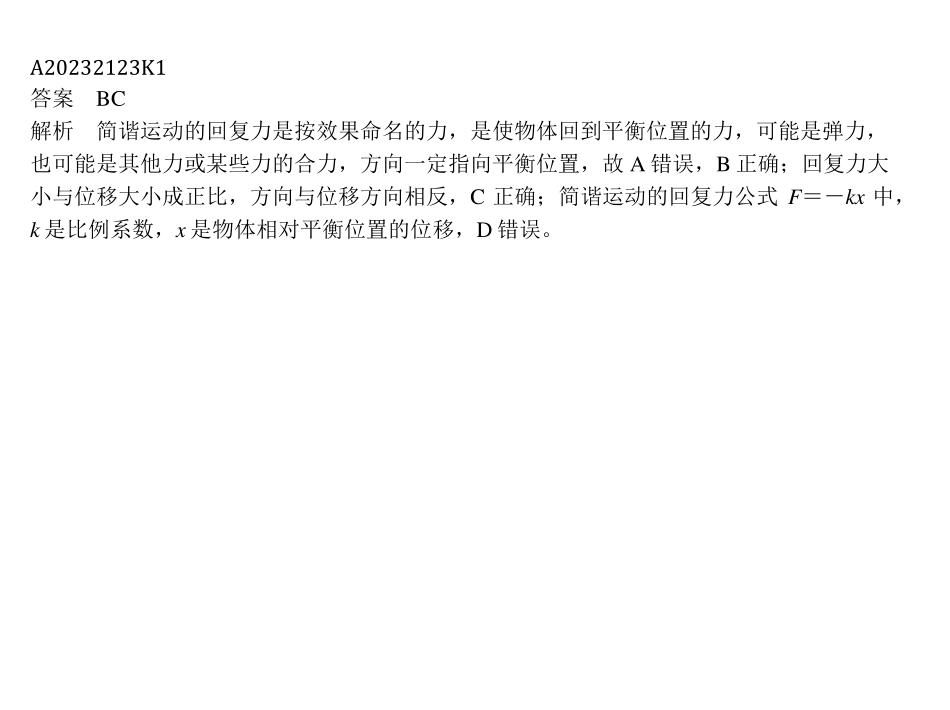 A20232123K1
答案　BC
解析　简谐运动的回复力是按效果命名的力，是使物体回到平衡位置的力，可能是弹力，
也可能是其他力或某些力的合力，方向一定指向平衡位置，故 A 错误，B 正确；回复力大
小与位移大小成正比，方向与位移方向相反，C 正确；简谐运动的回复力公式 F＝－kx 中，
k 是比例系数，x 是物体相对平衡位置的位移，D 错误。